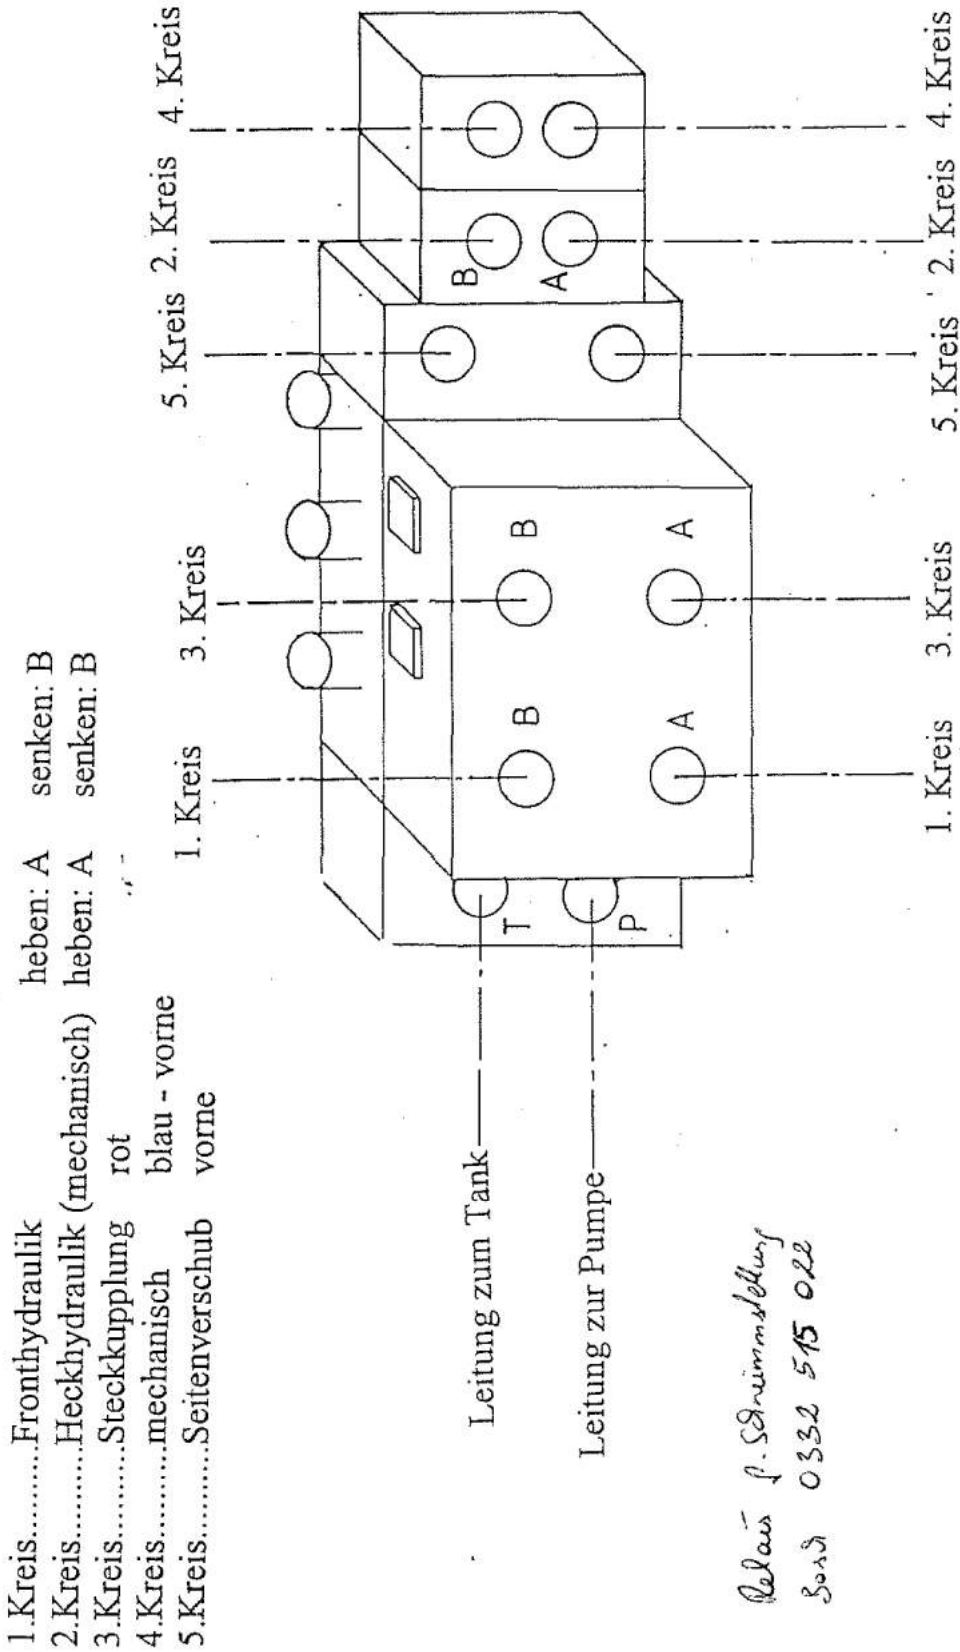 1.Kreis.........Fronthydraulik heben: A senken: B
2.Kreis.........Heckhydraulik (mechanisch) heben: A senken: B
3.Kreis.........Steckkupplung rot
4.Kreis.........mechanisch blau - vorne
5.Kreis.........Seitenverschub vorne
1. Kreis 3. Kreis 5. Kreis 2. Kreis 4. Kreis
B B B
A A A
T
P
Leitung zum Tank
Leitung zur Pumpe
1. Kreis 3. Kreis 5. Kreis 2. Kreis 4. Kreis
Relais f. Schwimmstellung
Bosch 0332 515 022